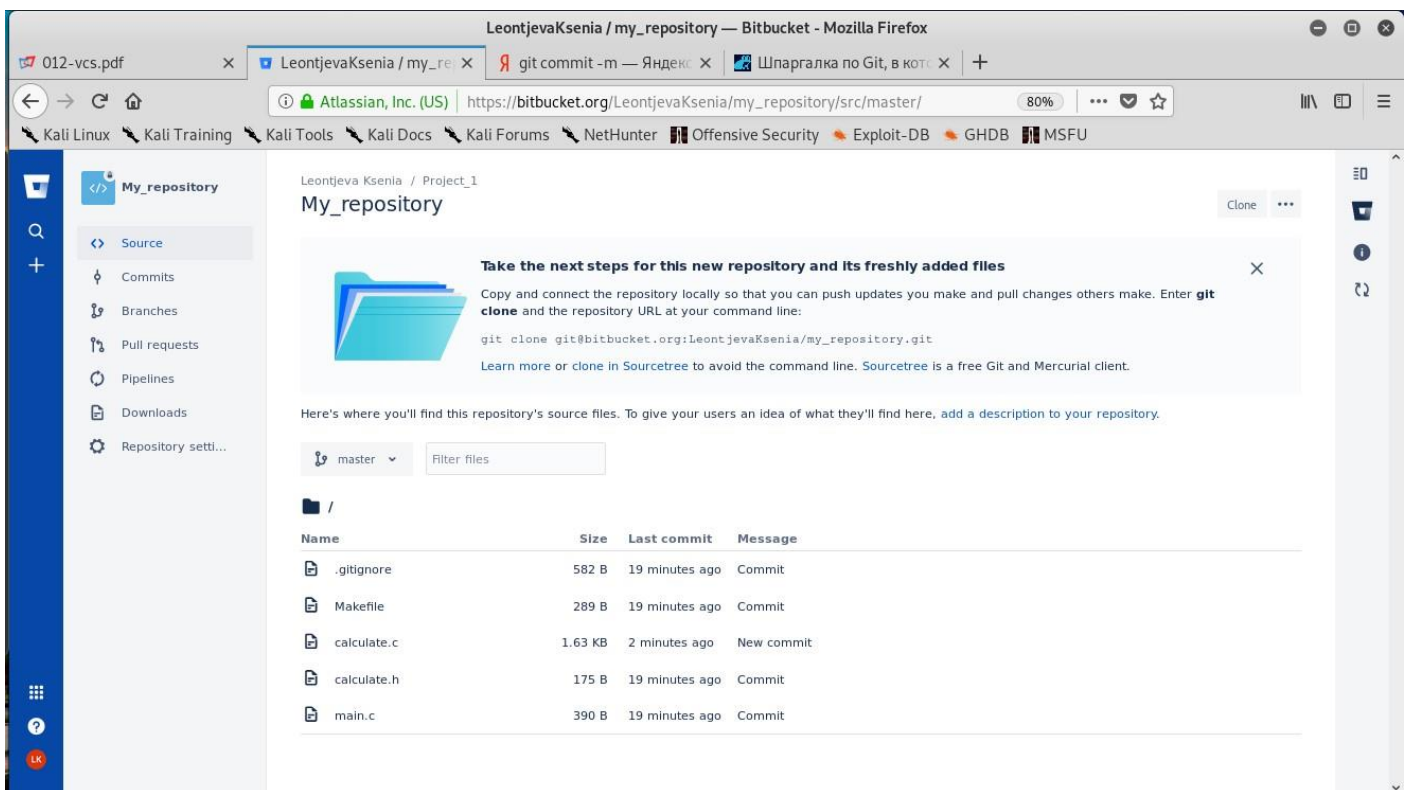 LeontjevaKsenia / my_repository — Bitbucket - Mozilla Firefox
012-vcs.pdf
LeontjevaKsenia / my_re
Я git commit -m — Яндек
Шпаргалка по Git, в кот
Atlassian, Inc. (US) https://bitbucket.org/LeontjevaKsenia/my_repository/src/master/ 80%
Kali Linux Kali Training Kali Tools Kali Docs Kali Forums NetHunter Offensive Security Exploit-DB GHDB MSFU
My_repository
Source
Commits
Branches
Pull requests
Pipelines
Downloads
Repository setti...
LK
Leontjeva Ksenia / Project_1
My_repository
Clone
Take the next steps for this new repository and its freshly added files
Copy and connect the repository locally so that you can push updates you make and pull changes others make. Enter git
clone and the repository URL at your command line:
git clone git@bitbucket.org:LeontjevaKsenia/my_repository.git
Learn more or clone in Sourcetree to avoid the command line. Sourcetree is a free Git and Mercurial client.
Here's where you'll find this repository's source files. To give your users an idea of what they'll find here, add a description to your repository.
master Filter files
/
Name Size Last commit Message
.gitignore 582 B 19 minutes ago Commit
Makefile 289 B 19 minutes ago Commit
calculate.c 1.63 KB 2 minutes ago New commit
calculate.h 175 B 19 minutes ago Commit
main.c 390 B 19 minutes ago Commit